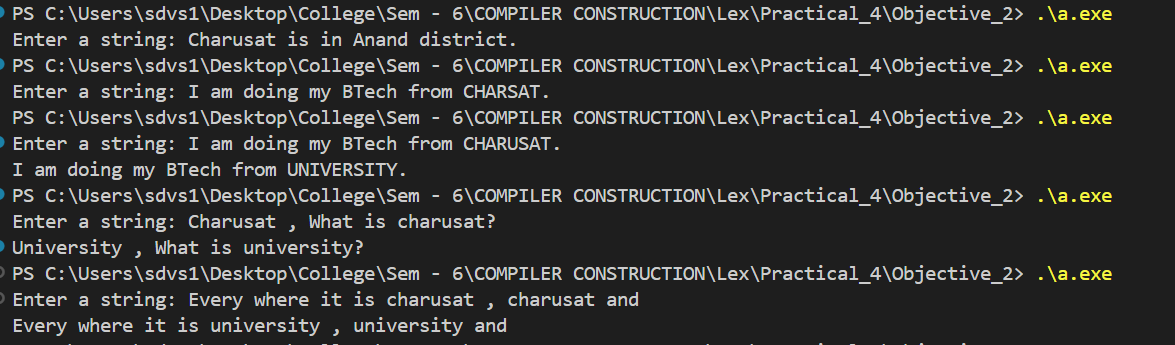 PS C:\Users\sdvs1\Desktop\College\Sem - 6\COMPILER CONSTRUCTION\Lex\Practical_4\Objective_2> .\a.exe
Enter a string: Charusat is in Anand district.
PS C:\Users\sdvs1\Desktop\College\Sem - 6\COMPILER CONSTRUCTION\Lex\Practical_4\Objective_2> .\a.exe
Enter a string: I am doing my BTech from CHARSAT.
PS C:\Users\sdvs1\Desktop\College\Sem - 6\COMPILER CONSTRUCTION\Lex\Practical_4\Objective_2> .\a.exe
Enter a string: I am doing my BTech from CHARUSAT.
I am doing my BTech from UNIVERSITY.
PS C:\Users\sdvs1\Desktop\College\Sem - 6\COMPILER CONSTRUCTION\Lex\Practical_4\Objective_2> .\a.exe
Enter a string: Charusat , What is charusat?
University , What is university?
PS C:\Users\sdvs1\Desktop\College\Sem - 6\COMPILER CONSTRUCTION\Lex\Practical_4\Objective_2> .\a.exe
Enter a string: Every where it is charusat , charusat and
Every where it is university , university and